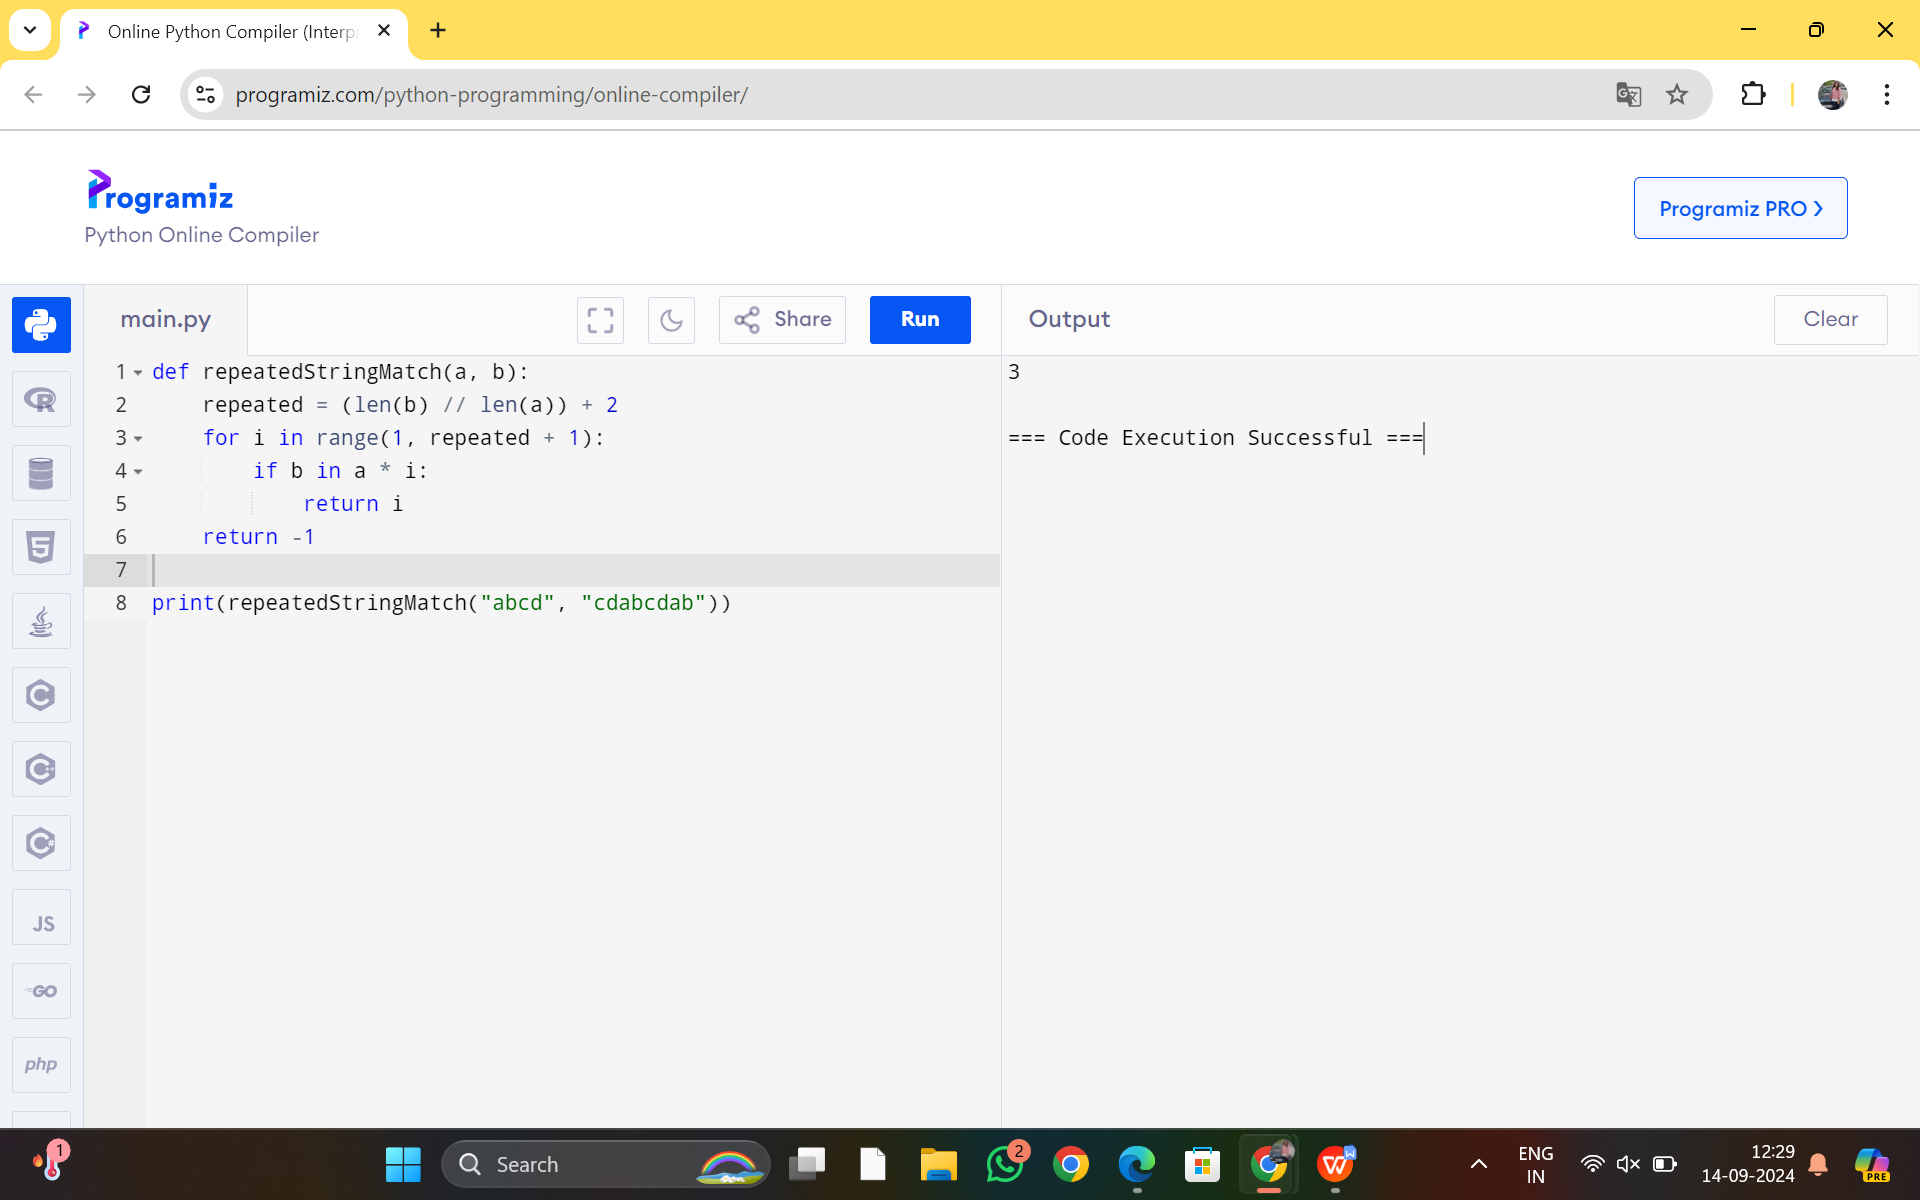 Online Python Compiler (Interp
programiz.com/python-programming/online-compiler/
Programiz
Python Online Compiler
Programiz PRO ❯
main.py
Share
Run
Output
Clear
1 def repeatedStringMatch(a, b):
2     repeated = (len(b) // len(a)) + 2
3     for i in range(1, repeated + 1):
4         if b in a * i:
5             return i
6     return -1
7
8 print(repeatedStringMatch("abcd", "cdabcdab"))
3
=== Code Execution Successful ===
R
5
C
C++
C#
JS
GO
php
1
Search
2
W
W
ENG
IN
12:29
14-09-2024
PRE